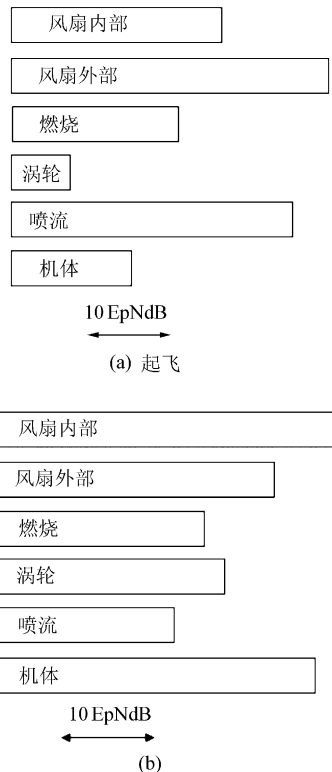 风扇内部
风扇外部
燃烧
涡轮
喷流
机体
10 EpNdB
(a) 起飞
风扇内部
风扇外部
燃烧
涡轮
喷流
机体
10 EpNdB
(b)